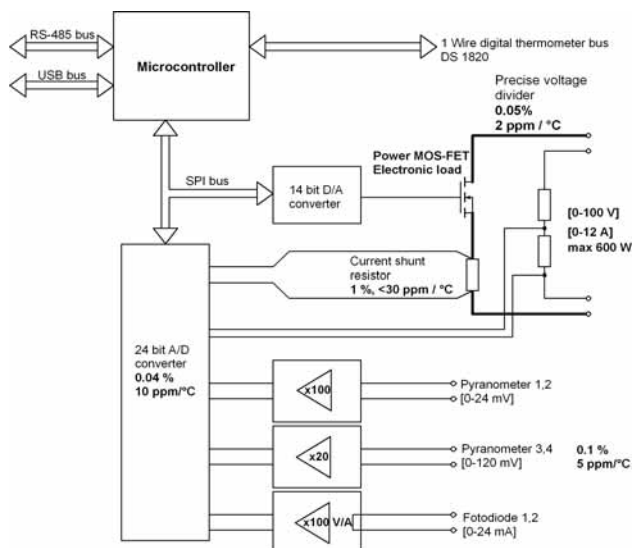 RS-485 bus
USB bus
Microcontroller
1 Wire digital thermometer bus
DS 1820
Precise voltage
divider
0.05%
2 ppm / °C
Power MOS-FET
Electronic load
SPI bus
14 bit D/A
converter
[0-100 V]
[0-12 A]
max 600 W
Current shunt
resistor
1 %, <30 ppm / °C
24 bit A/D
converter
0.04 %
10 ppm/°C
x100
Pyranometer 1,2
[0-24 mV]
x20
Pyranometer 3,4
[0-120 mV]
0.1 %
5 ppm/°C
x100 V/A
Fotodiode 1,2
[0-24 mA]